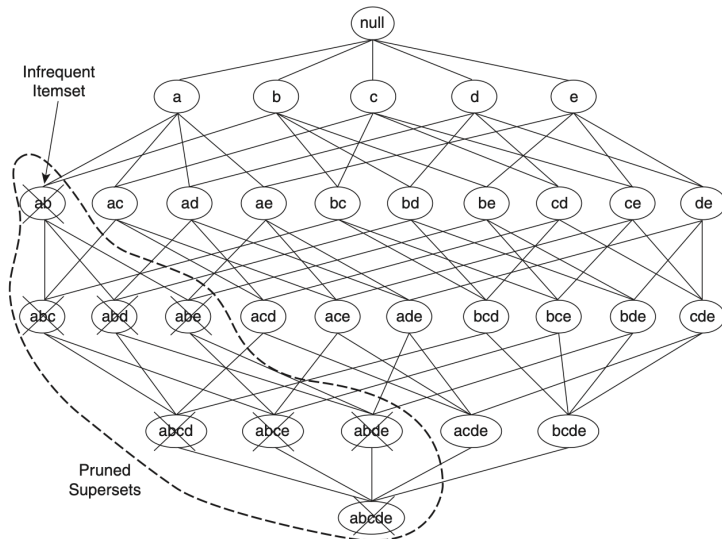 null
Infrequent
Itemset
a
b
c
d
e
ab
ac
ad
ae
bc
bd
be
cd
ce
de
abc
abd
abe
acd
ace
ade
bcd
bce
bde
cde
abcd
abce
abde
acde
bcde
Pruned
Supersets
abcde